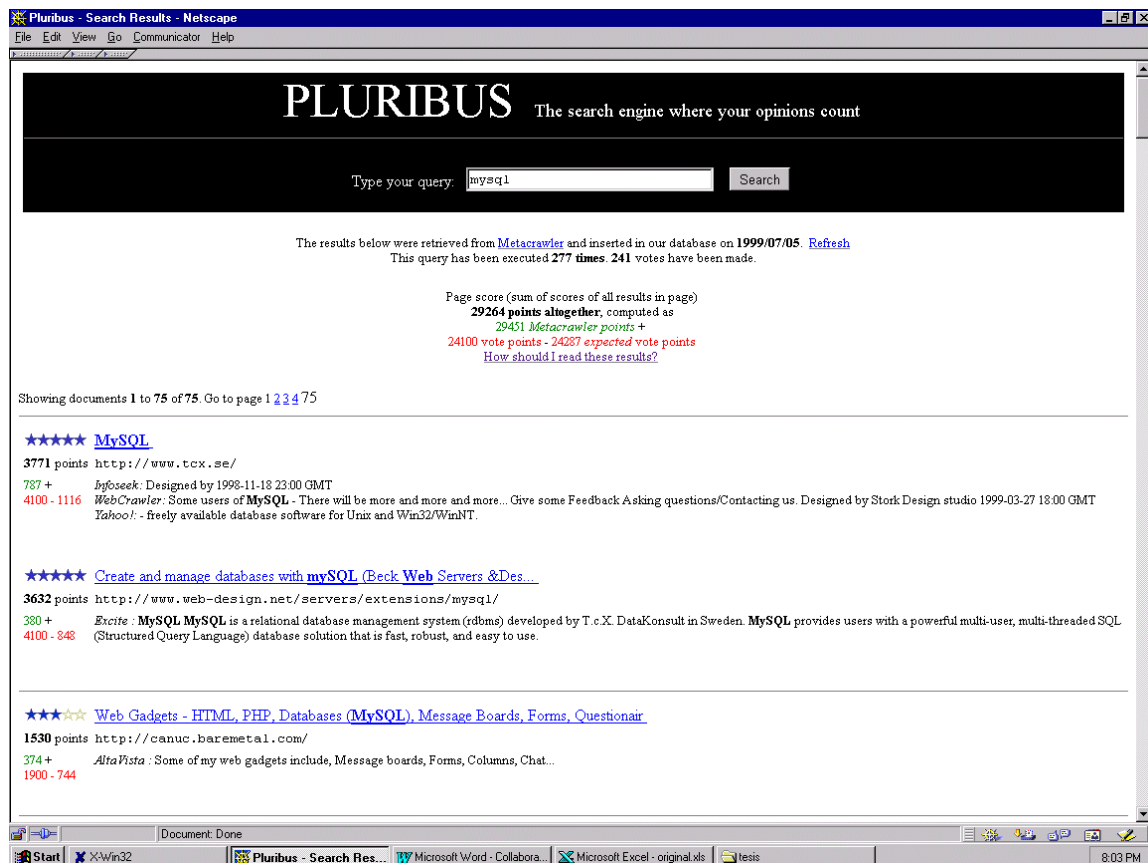 Pluribus - Search Results - Netscape
File Edit View Go Communicator Help
PLURIBUS The search engine where your opinions count
Type your query: mysql Search
The results below were retrieved from Metacrawler and inserted in our database on 1999/07/05. Refresh
This query has been executed 277 times. 241 votes have been made.
Page score (sum of scores of all results in page)
29264 points altogether, computed as
29451 Metacrawler points +
24100 vote points - 24287 expected vote points
How should I read these results?
Showing documents 1 to 75 of 75. Go to page 1 2 3 4 75
MySQL
3771 points http://www.tcx.se/
787 + Infoseek: Designed by 1998-11-18 23:00 GMT
4100 - 1116 WebCrawler: Some users of MySQL - There will be more and more and more... Give some Feedback Asking questions/Contacting us. Designed by Stork Design studio 1999-03-27 18:00 GMT
Yahoo!: - freely available database software for Unix and Win32/WinNT.
Create and manage databases with mySQL (Beck Web Servers &Des...
3632 points http://www.web-design.net/servers/extensions/mysql/
380 + Excite : MySQL MySQL is a relational database management system (rdbms) developed by T.c.X. DataKonsult in Sweden. MySQL provides users with a powerful multi-user, multi-threaded SQL
4100 - 848 (Structured Query Language) database solution that is fast, robust, and easy to use.
Web Gadgets - HTML, PHP, Databases (MySQL), Message Boards, Forms, Questionair
1530 points http://canuc.baremetal.com/
374 + AltaVista : Some of my web gadgets include, Message boards, Forms, Columns, Chat...
1900 - 744
Document: Done
Start X-Win32 Pluribus - Search Res... Microsoft Word - Collabora... Microsoft Excel - original.xls tesis 8:03 PM